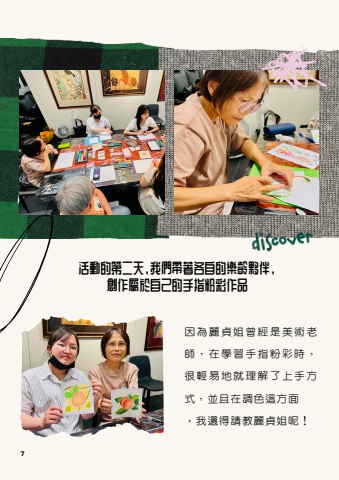 discover
活動的第二天,我們帶著各自的樂齡夥伴,
創作屬於自己的手指粉彩作品
因為麗貞姐曾經是美術老
師，在學習手指粉彩時，
很輕易地就理解了上手方
式，並且在調色這方面
，我還得請教麗貞姐呢！
7